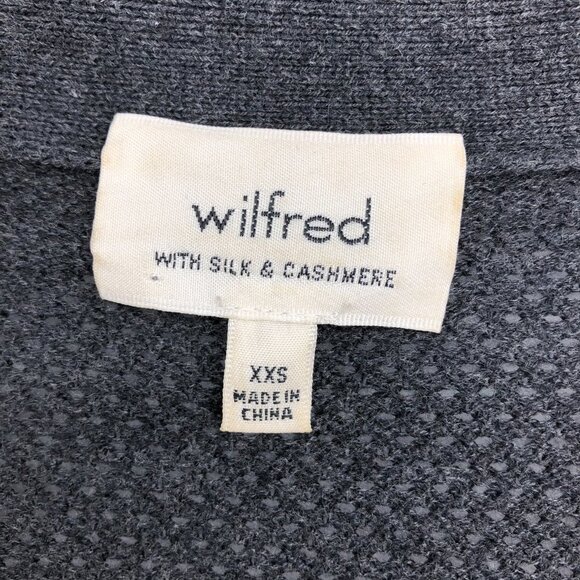 wilfred
WITH SILK & CASHMERE
XXS
MADE IN
CHINA